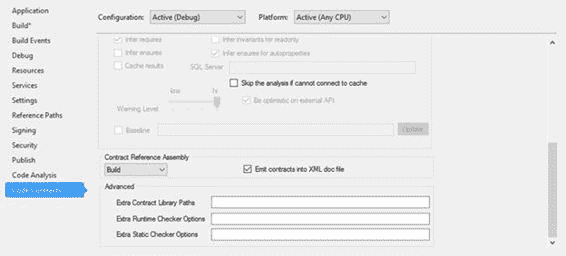 Application
Configuration: Active (Debug) Platform: Active (Any CPU)
Build*
Build Events
Debug
Resources
Services
Settings
Reference Paths
Signing
Security
Publish
Code Analysis
Infer requires Infer invariants for readonly
Infer ensures Infer ensures for autoproperties
Cache results SQL Server
Skip the analysis if cannot connect to cache
low hi
Warning Level: Be optimistic on external API
Baseline Update
Contract Reference Assembly
Build Emit contracts into XML doc file
Advanced
Extra Contract Library Paths
Extra Runtime Checker Options
Extra Static Checker Options